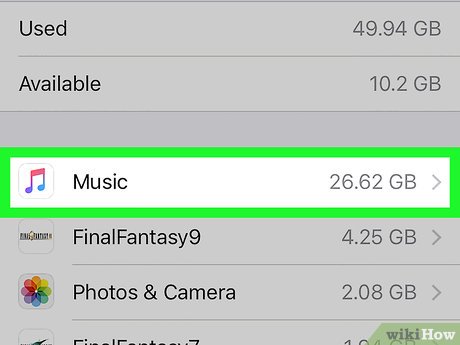 Used 49.94 GB
Available 10.2 GB
Music 26.62 GB
FinalFantasy9 4.25 GB
Photos & Camera 2.08 GB
FinalFantasy7
wikiHow